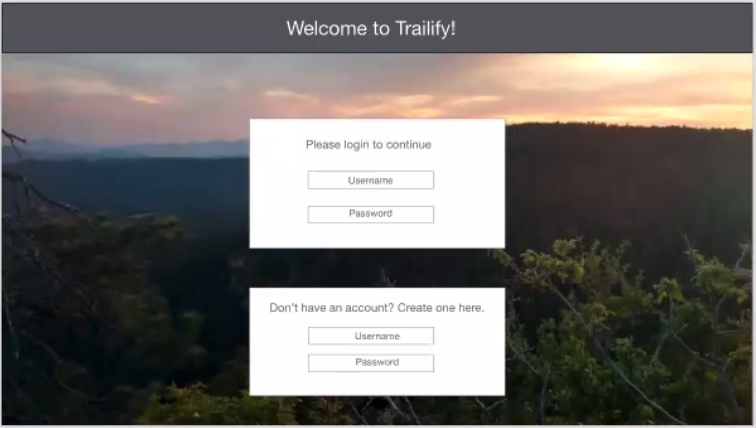 Welcome to Trailify!
Please login to continue
Username
Password
Don't have an account? Create one here.
Username
Password